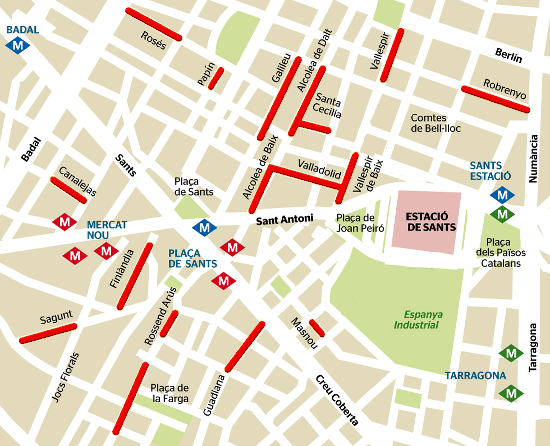 BADAL
M
Rosés
Papín
Galileu
Alcolea de Dalt
Vallespir
Berlín
Robrenyo
Santa
Cecília
Comtes
de Bell-lloc
Numància
Badal
Sants
Canalejas
Plaça
de Sants
Alcolea de Baix
Valladolid
Vallespir
de Baix
SANTS
ESTACIÓ
M
M
M
MERCAT
NOU
M
M
M
Sant Antoni
Plaça de
Joan Peiró
ESTACIÓ
DE SANTS
Plaça
dels Països
Catalans
PLAÇA
DE SANTS
M
M
Finlàndia
Rossend Arús
Sagunt
Masnou
Espanya
Industrial
Jocs Florals
Plaça de
la Farga
Guadiana
Creu Coberta
M
TARRAGONA
M
Tarragona